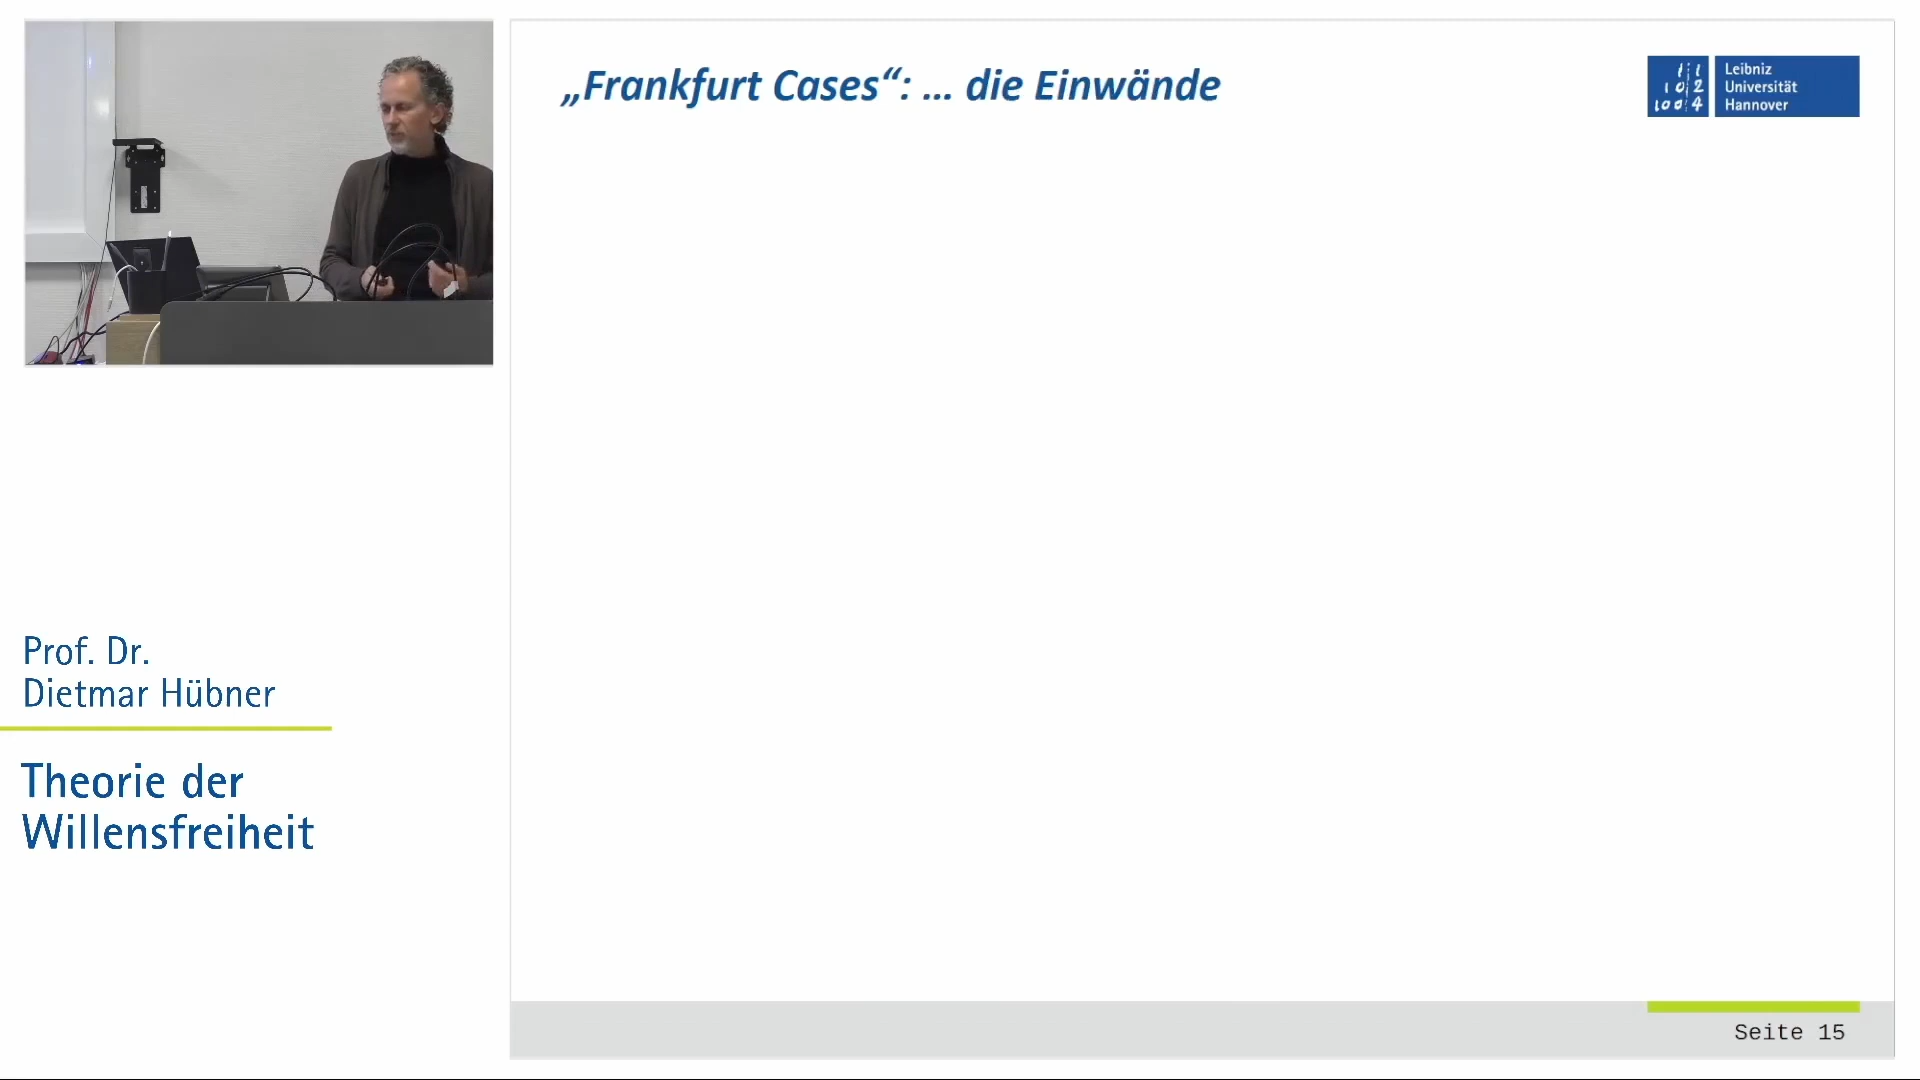 „Frankfurt Cases“: ... die Einwände
Leibniz
Universität
Hannover
Prof. Dr.
Dietmar Hübner
Theorie der
Willensfreiheit
Seite 15